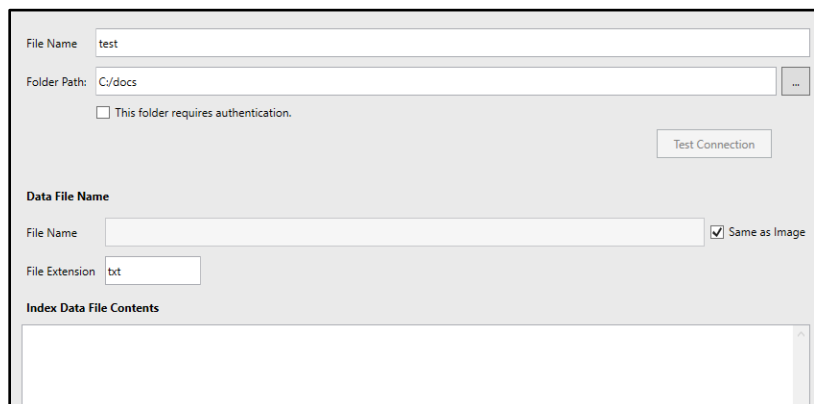 File Name test
Folder Path: C:/docs ...
This folder requires authentication.
Test Connection
Data File Name
File Name Same as Image
File Extension txt
Index Data File Contents